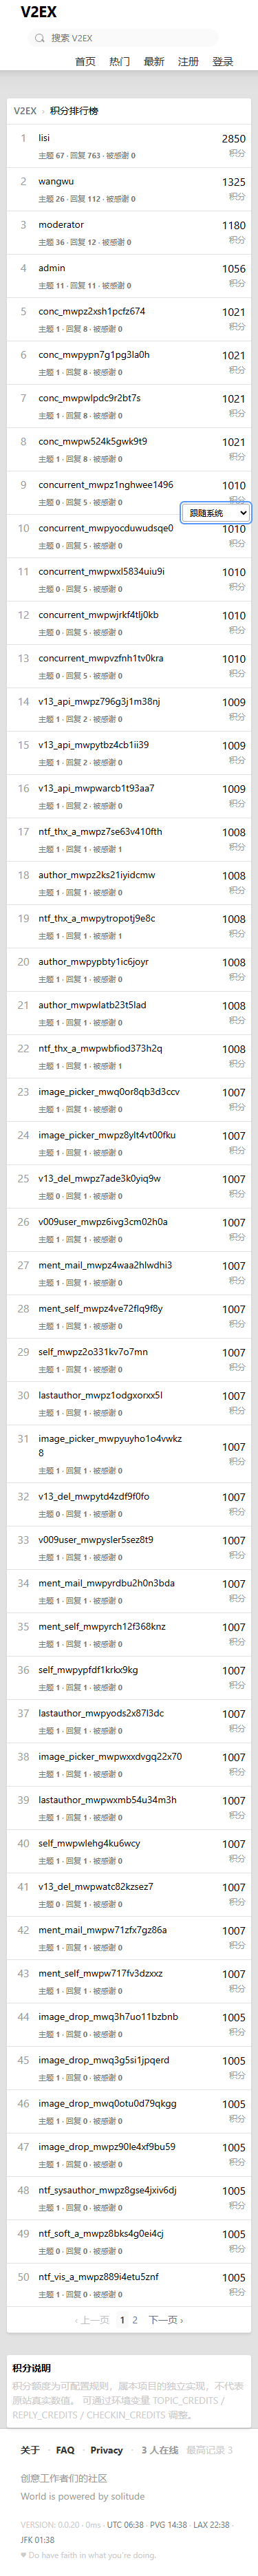 V2EX
搜索 V2EX
首页 热门 最新 注册 登录
V2EX › 积分排行榜
1 lisi 2850
主题 67 · 回复 763 · 被感谢 0 积分
2 wangwu 1325
主题 26 · 回复 112 · 被感谢 0 积分
3 moderator 1180
主题 36 · 回复 12 · 被感谢 0 积分
4 admin 1056
主题 11 · 回复 11 · 被感谢 0 积分
5 conc_mwpz2xsh1pcfz674 1021
主题 1 · 回复 8 · 被感谢 0 积分
6 conc_mwpypn7g1pg3la0h 1021
主题 1 · 回复 8 · 被感谢 0 积分
7 conc_mwpwlpdc9r2bt7s 1021
主题 1 · 回复 8 · 被感谢 0 积分
8 conc_mwpw524k5gwk9t9 1021
主题 1 · 回复 8 · 被感谢 0 积分
9 concurrent_mwpz1nghwee1496 1010
主题 0 · 回复 5 · 被感谢 0 积分
跟随系统
10 concurrent_mwpyocduwudsqe0 1010
主题 0 · 回复 5 · 被感谢 0 积分
11 concurrent_mwpwxl5834uiu9i 1010
主题 0 · 回复 5 · 被感谢 0 积分
12 concurrent_mwpwjrkf4tlj0kb 1010
主题 0 · 回复 5 · 被感谢 0 积分
13 concurrent_mwpvzfnh1tv0kra 1010
主题 0 · 回复 5 · 被感谢 0 积分
14 v13_api_mwpz796g3j1m38nj 1009
主题 1 · 回复 2 · 被感谢 0 积分
15 v13_api_mwpytbz4cb1ii39 1009
主题 1 · 回复 2 · 被感谢 0 积分
16 v13_api_mwpwarcb1t93aa7 1009
主题 1 · 回复 2 · 被感谢 0 积分
17 ntf_thx_a_mwpz7se63v410fth 1008
主题 1 · 回复 1 · 被感谢 1 积分
18 author_mwpz2ks21iyidcmw 1008
主题 1 · 回复 1 · 被感谢 0 积分
19 ntf_thx_a_mwpytropotj9e8c 1008
主题 1 · 回复 1 · 被感谢 1 积分
20 author_mwpypbty1ic6joyr 1008
主题 1 · 回复 1 · 被感谢 0 积分
21 author_mwpwlatb23t5lad 1008
主题 1 · 回复 1 · 被感谢 0 积分
22 ntf_thx_a_mwpwbfiod373h2q 1008
主题 1 · 回复 1 · 被感谢 1 积分
23 image_picker_mwq0or8qb3d3ccv 1007
主题 1 · 回复 1 · 被感谢 0 积分
24 image_picker_mwpz8ylt4vt00fku 1007
主题 1 · 回复 1 · 被感谢 0 积分
25 v13_del_mwpz7ade3k0yiq9w 1007
主题 0 · 回复 1 · 被感谢 0 积分
26 v009user_mwpz6ivg3cm02h0a 1007
主题 1 · 回复 1 · 被感谢 0 积分
27 ment_mail_mwpz4waa2hlwdhi3 1007
主题 1 · 回复 1 · 被感谢 0 积分
28 ment_self_mwpz4ve72flq9f8y 1007
主题 1 · 回复 1 · 被感谢 0 积分
29 self_mwpz2o331kv7o7mn 1007
主题 1 · 回复 1 · 被感谢 0 积分
30 lastauthor_mwpz1odgxorxx5l 1007
主题 1 · 回复 1 · 被感谢 0 积分
31 image_picker_mwpyuyho1o4vwkz
8 1007
主题 1 · 回复 1 · 被感谢 0 积分
32 v13_del_mwpytd4zdf9f0fo 1007
主题 0 · 回复 1 · 被感谢 0 积分
33 v009user_mwpysler5sez8t9 1007
主题 1 · 回复 1 · 被感谢 0 积分
34 ment_mail_mwpyrdbu2h0n3bda 1007
主题 1 · 回复 1 · 被感谢 0 积分
35 ment_self_mwpyrch12f368knz 1007
主题 1 · 回复 1 · 被感谢 0 积分
36 self_mwpypfdf1krkx9kg 1007
主题 1 · 回复 1 · 被感谢 0 积分
37 lastauthor_mwpyods2x87l3dc 1007
主题 1 · 回复 1 · 被感谢 0 积分
38 image_picker_mwpwxxdvgq22x70 1007
主题 1 · 回复 1 · 被感谢 0 积分
39 lastauthor_mwpwxmb54u34m3h 1007
主题 1 · 回复 1 · 被感谢 0 积分
40 self_mwpwlehg4ku6wcy 1007
主题 1 · 回复 1 · 被感谢 0 积分
41 v13_del_mwpwatc82kzsez7 1007
主题 0 · 回复 1 · 被感谢 0 积分
42 ment_mail_mwpw71zfx7gz86a 1007
主题 1 · 回复 1 · 被感谢 0 积分
43 ment_self_mwpw717fv3dzxxz 1007
主题 1 · 回复 1 · 被感谢 0 积分
44 image_drop_mwq3h7uo11bzbnb 1005
主题 1 · 回复 0 · 被感谢 0 积分
45 image_drop_mwq3g5si1jpqerd 1005
主题 1 · 回复 0 · 被感谢 0 积分
46 image_drop_mwq0otu0d79qkgg 1005
主题 1 · 回复 0 · 被感谢 0 积分
47 image_drop_mwpz90le4xf9bu59 1005
主题 1 · 回复 0 · 被感谢 0 积分
48 ntf_sysauthor_mwpz8gse4jxiv6dj 1005
主题 1 · 回复 0 · 被感谢 0 积分
49 ntf_soft_a_mwpz8bks4g0ei4cj 1005
主题 0 · 回复 0 · 被感谢 0 积分
50 ntf_vis_a_mwpz889i4etu5znf 1005
主题 1 · 回复 0 · 被感谢 0 积分
‹ 上一页 1 2 下一页 ›
积分说明
积分额度为可配置规则，属本项目的独立实现，不代表
原站真实数值。 可通过环境变量 TOPIC_CREDITS /
REPLY_CREDITS / CHECKIN_CREDITS 调整。
关于 · FAQ · Privacy · 3 人在线 最高记录 3
创意工作者们的社区
World is powered by solitude
VERSION: 0.0.20 · 0ms · UTC 06:38 · PVG 14:38 · LAX 22:38 ·
JFK 01:38
♥ Do have faith in what you're doing.